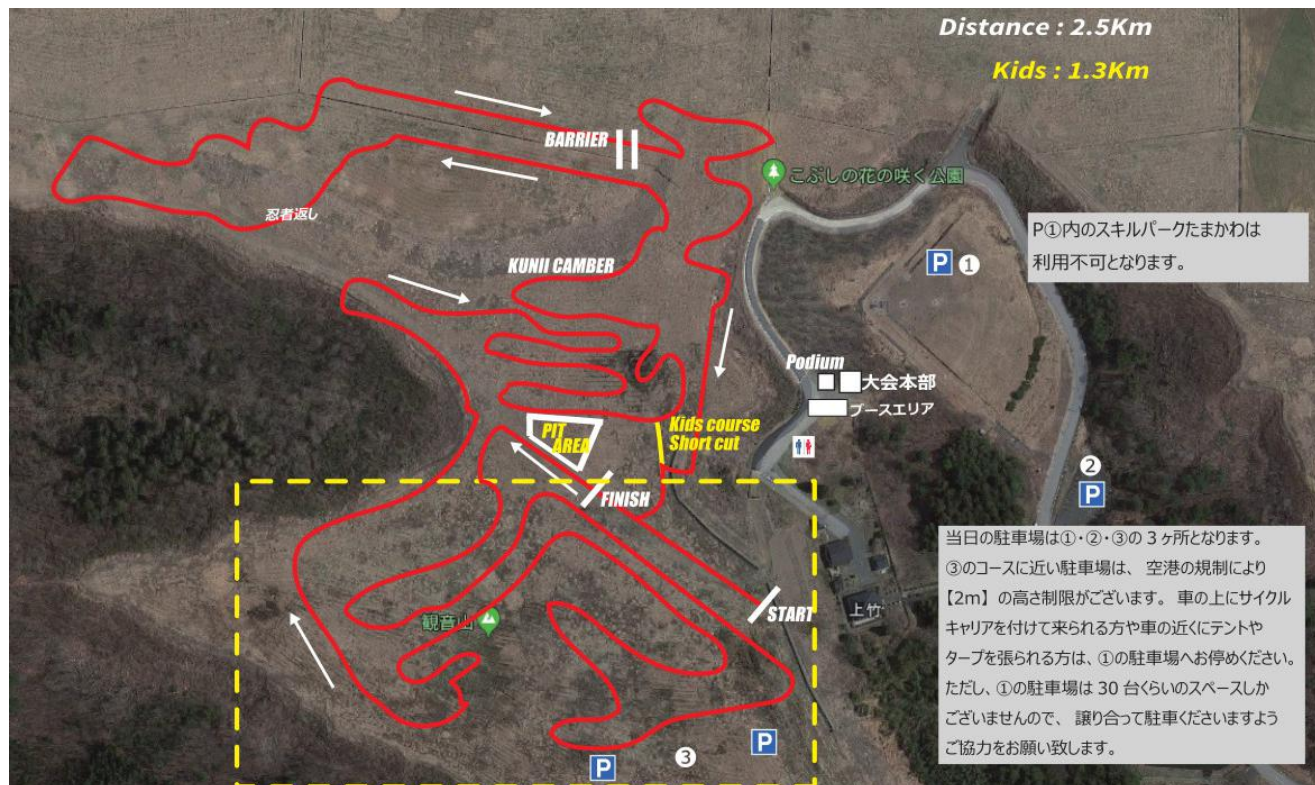 Distance : 2.5Km
Kids : 1.3Km
BARRIER
こぶしの花の咲く公園
忍者返し
P①内のスキルパークたまかわは
利用不可となります。
KUNII CAMBER
P ①
Podium
大会本部
ブースエリア
Kids course
Short cut
PIT
AREA
②
P
FINISH
START
観音山
上竹
当日の駐車場は①・②・③の3ヶ所となります。
③のコースに近い駐車場は、空港の規制により
【2m】の高さ制限がございます。車の上にサイクル
キャリアを付けて来られる方や車の近くにテントや
タープを張られる方は、①の駐車場へお停めください。
ただし、①の駐車場は30台くらいのスペースしか
ございませんので、譲り合って駐車くださいますよう
ご協力をお願い致します。
P ③ P